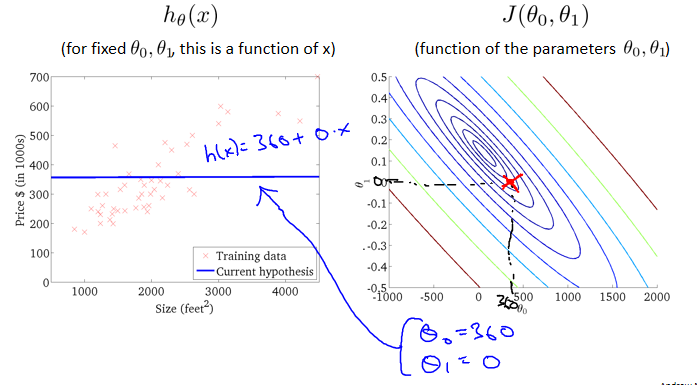 hθ(x)
(for fixed θ₀, θ₁, this is a function of x)
700
600
500
400
300
200
100
0
1000
2000
3000
4000
Price $ (in 1000s)
Size (feet²)
Training data
Current hypothesis
h(x) = 360 + 0·x
J(θ₀, θ₁)
(function of the parameters θ₀, θ₁)
0.5
0.4
0.3
0.2
0.1
0
-0.1
-0.2
-0.3
-0.4
-0.5
θ₁
-1000
-500
0
500
1000
1500
2000
360
θ₀
θ₀ = 360
θ₁ = 0